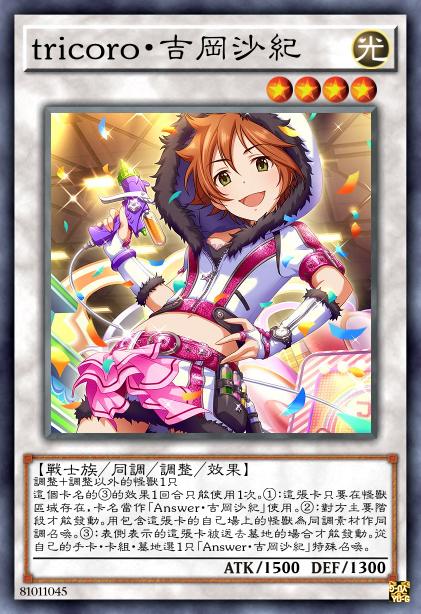 tricoro・吉岡沙紀
光
【戰士族／同調／調整／效果】
調整＋調整以外的怪獸1只
這個卡名的③的效果1回合只能使用1次。①：這張卡只要在怪獸
區域存在，卡名當作「Answer・吉岡沙紀」使用。②：對方主要階
段才能發動。用包含這張卡的自己場上的怪獸為同調素材作同
調召喚。③：表側表示的這張卡被送去墓地的場合才能發動。從
自己的手卡・卡組・墓地選1只「Answer・吉岡沙紀」特殊召喚。
ATK/1500 DEF/1300
81011045